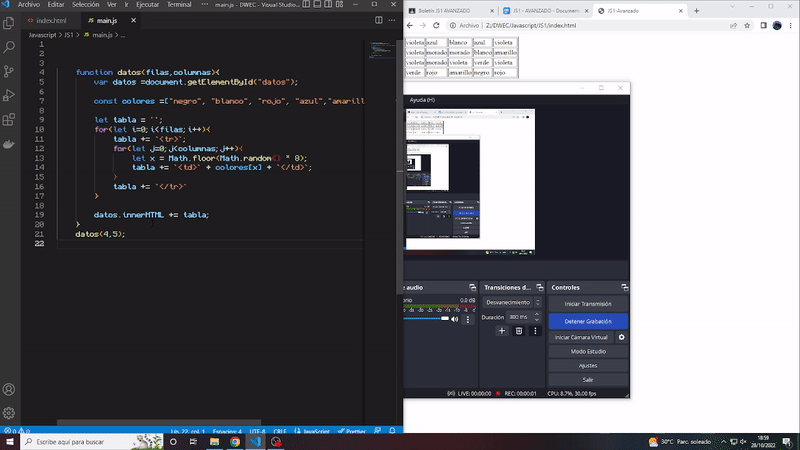 Archivo Editar Selección Ver Ir Ejecutar Terminal ··· main.js - DWEC - Visual Studio...
index.html
main.js
Javascript > JS1 > main.js > ...
1
2
3
4 function datos(filas,columnas){
5 var datos =document.getElementById("datos");
6
7 const colores =["negro", "blanco", "rojo", "azul","amarill
8
9 let tabla = '';
10 for(let i=0;i<filas;i++){
11 tabla += '<tr>';
12 for(let j=0;j<columnas;j++){
13 let x = Math.floor(Math.random() * 8);
14 tabla += '<td>' + colores[x] + '</td>';
15 }
16 tabla += '</tr>'
17 }
18
19 datos.innerHTML += tabla;
20 }
21 datos(4,5);
22
Lín. 22, col. 1 Espacios: 4 UTF-8 CRLF JavaScript Prettier
Boletín JS1 AVANZADO
JS1 - AVANZADO - Documentos
JS1-Avanzado
Archivo | Z:/DWEC/Javascript/JS1/index.html
violeta azul blanco azul violeta
violeta morado morado blanco amarillo
violeta morado violeta verde violeta
verde rojo amarillo negro rojo
Ayuda (H)
audio
Transiciones d...
Controles
0.0 dB
Desvanecimiento
Duración 300 ms
Iniciar Transmisión
Detener Grabación
Iniciar Cámara Virtual
Modo Estudio
Ajustes
Salir
LIVE: 00:00:00 REC: 00:00:01 CPU: 8.7%, 30.00 fps
Escribe aquí para buscar
30°C Parc. soleado
18:59
28/10/2022